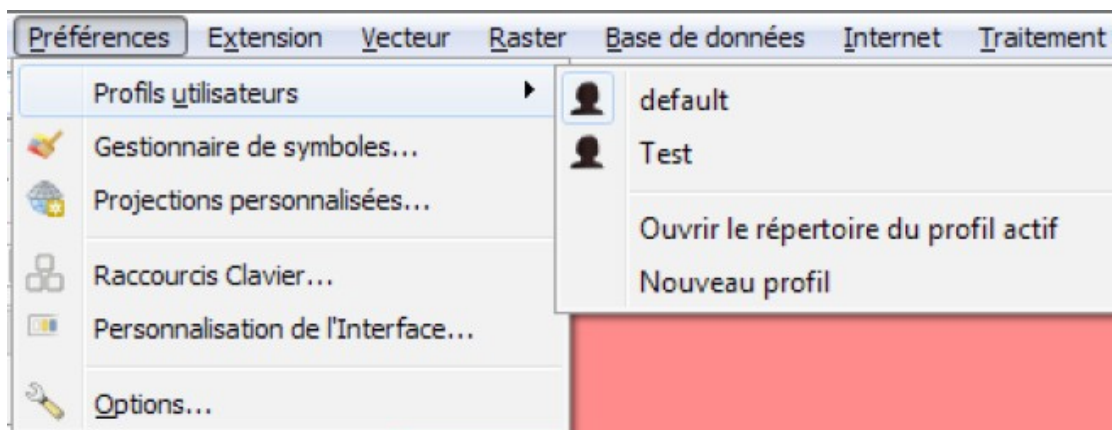 Préférences Extension Vecteur Raster Base de données Internet Traitement
Profils utilisateurs
Gestionnaire de symboles...
Projections personnalisées...
Raccourcis Clavier...
Personnalisation de l'Interface...
Options...
default
Test
Ouvrir le répertoire du profil actif
Nouveau profil